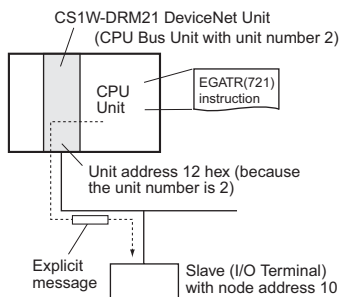 CS1W-DRM21 DeviceNet Unit
(CPU Bus Unit with unit number 2)
CPU
Unit
EGATR(721)
instruction
Unit address 12 hex (because
the unit number is 2)
Explicit
message
Slave (I/O Terminal)
with node address 10